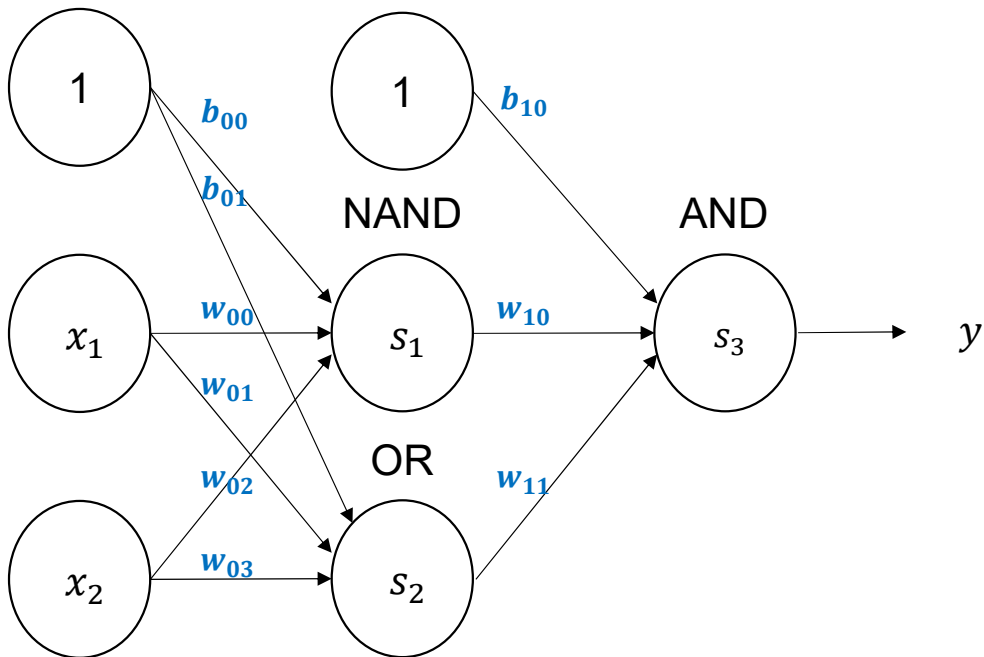 1
1
b₀₀
b₁₀
b₀₁
NAND
AND
x₁
w₀₀
s₁
w₁₀
s₃
y
w₀₁
OR
w₀₂
w₁₁
x₂
w₀₃
s₂